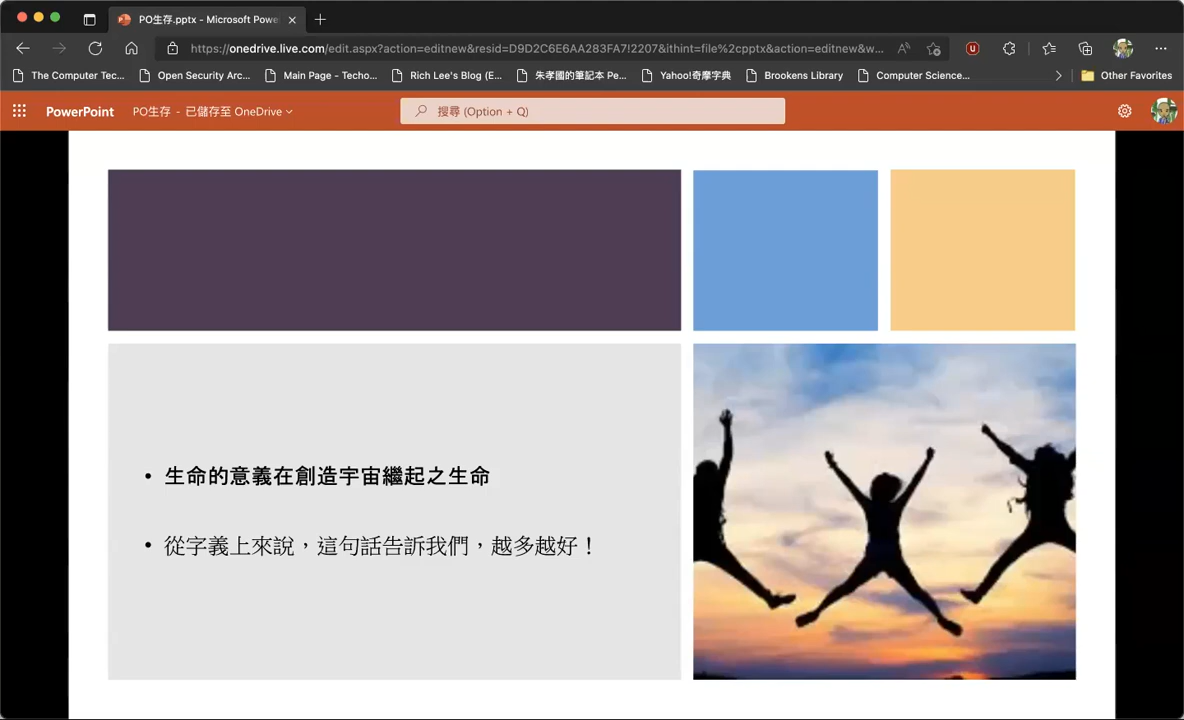 PO生存.pptx - Microsoft Powe
https://onedrive.live.com/edit.aspx?action=editnew&resid=D9D2C6E6AA283FA7!2207&ithint=file%2cpptx&action=editnew&w...
The Computer Tec...
Open Security Arc...
Main Page - Techo...
Rich Lee's Blog (E...
朱孝國的筆記本 Pe...
Yahoo!奇摩字典
Brookens Library
Computer Science...
Other Favorites
PowerPoint
PO生存 - 已儲存至 OneDrive
搜尋 (Option + Q)
• 生命的意義在創造宇宙繼起之生命
• 從字義上來說，這句話告訴我們，越多越好！